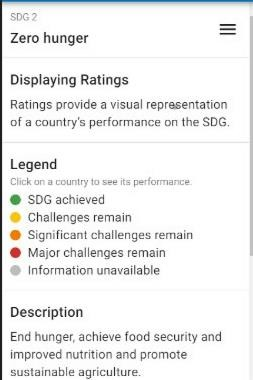 SDG 2
Zero hunger
Displaying Ratings
Ratings provide a visual representation
of a country's performance on the SDG.
Legend
Click on a country to see its performance.
SDG achieved
Challenges remain
Significant challenges remain
Major challenges remain
Information unavailable
Description
End hunger, achieve food security and
improved nutrition and promote
sustainable agriculture.